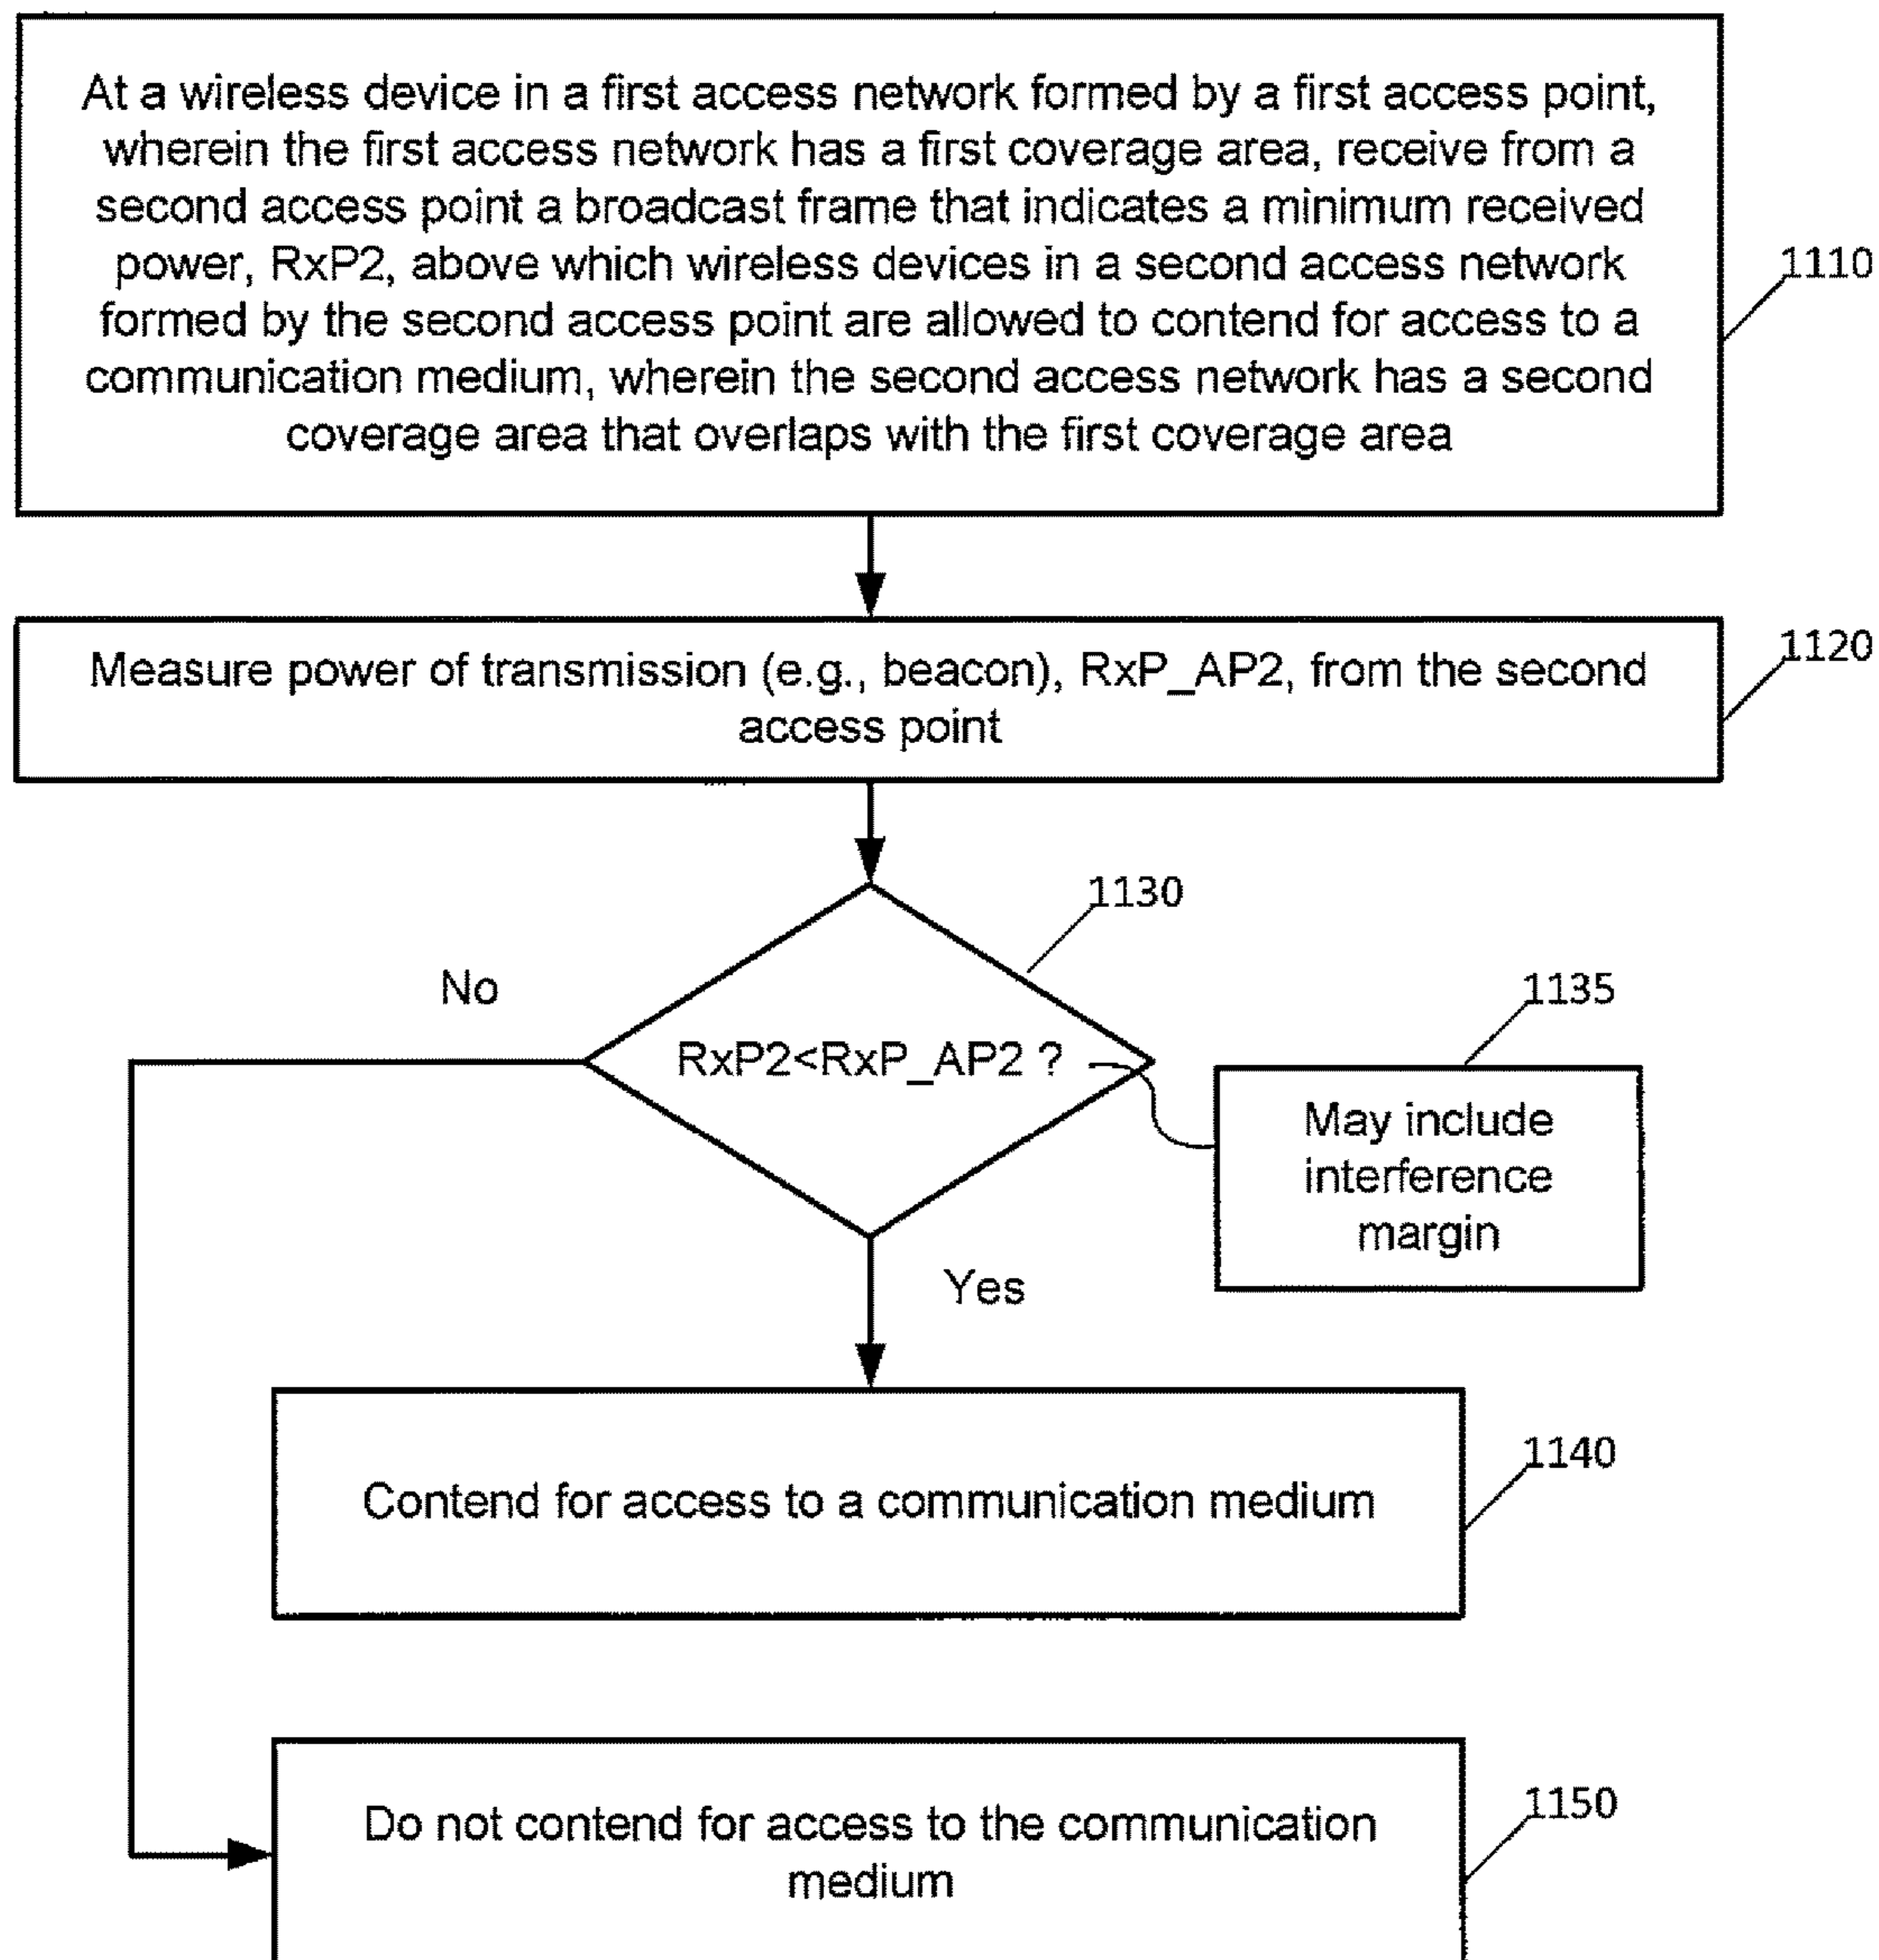 At a wireless device in a first access network formed by a first access point,
wherein the first access network has a first coverage area, receive from a
second access point a broadcast frame that indicates a minimum received
power, RxP2, above which wireless devices in a second access network
formed by the second access point are allowed to contend for access to a
communication medium, wherein the second access network has a second
coverage area that overlaps with the first coverage area
1110
Measure power of transmission (e.g., beacon), RxP_AP2, from the second
access point
1120
1130
No
RxP2<RxP_AP2 ?
1135
May include
interference
margin
Yes
Contend for access to a communication medium
1140
Do not contend for access to the communication
medium
1150